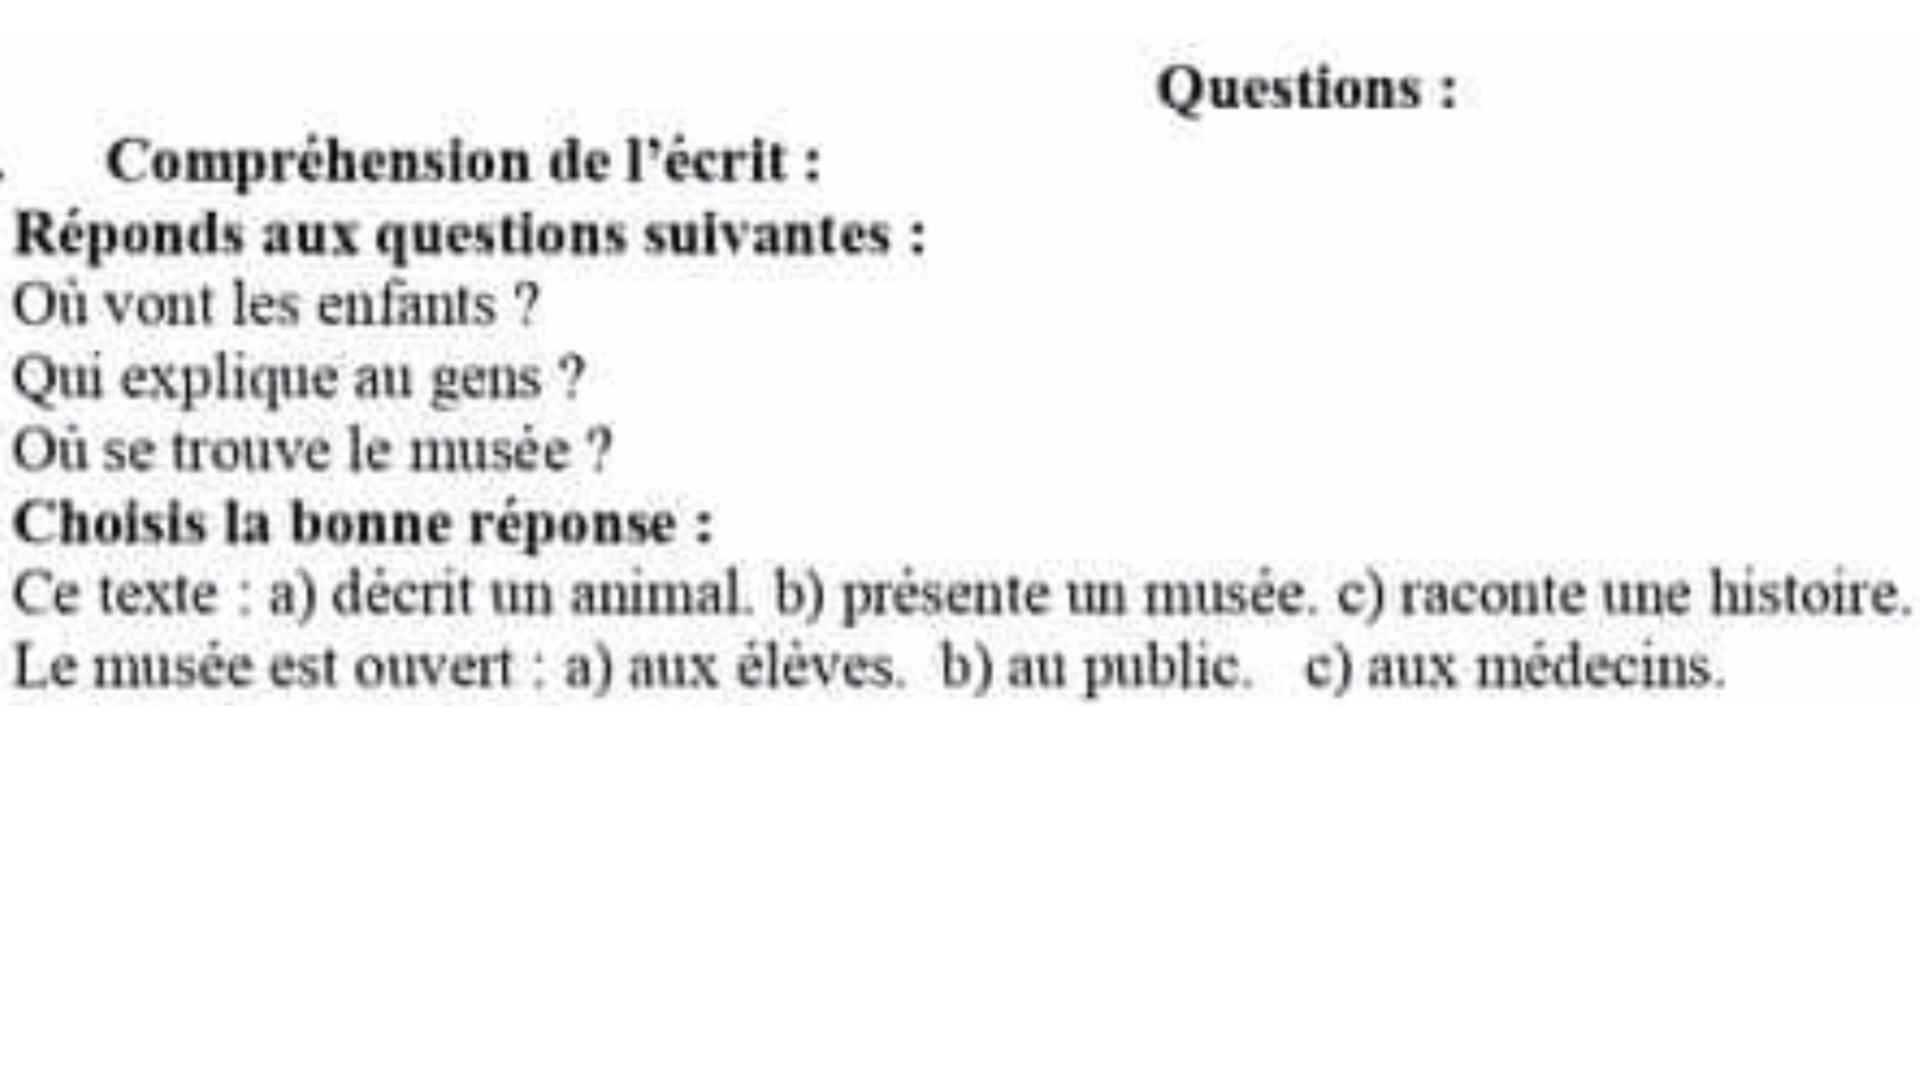 Questions :
Compréhension de l'écrit :
Réponds aux questions suivantes :
Où vont les enfants ?
Qui explique au gens ?
Où se trouve le musée ?
Choisis la bonne réponse :
Ce texte : a) décrit un animal. b) présente un musée. c) raconte une histoire.
Le musée est ouvert : a) aux élèves. b) au public. c) aux médecins.